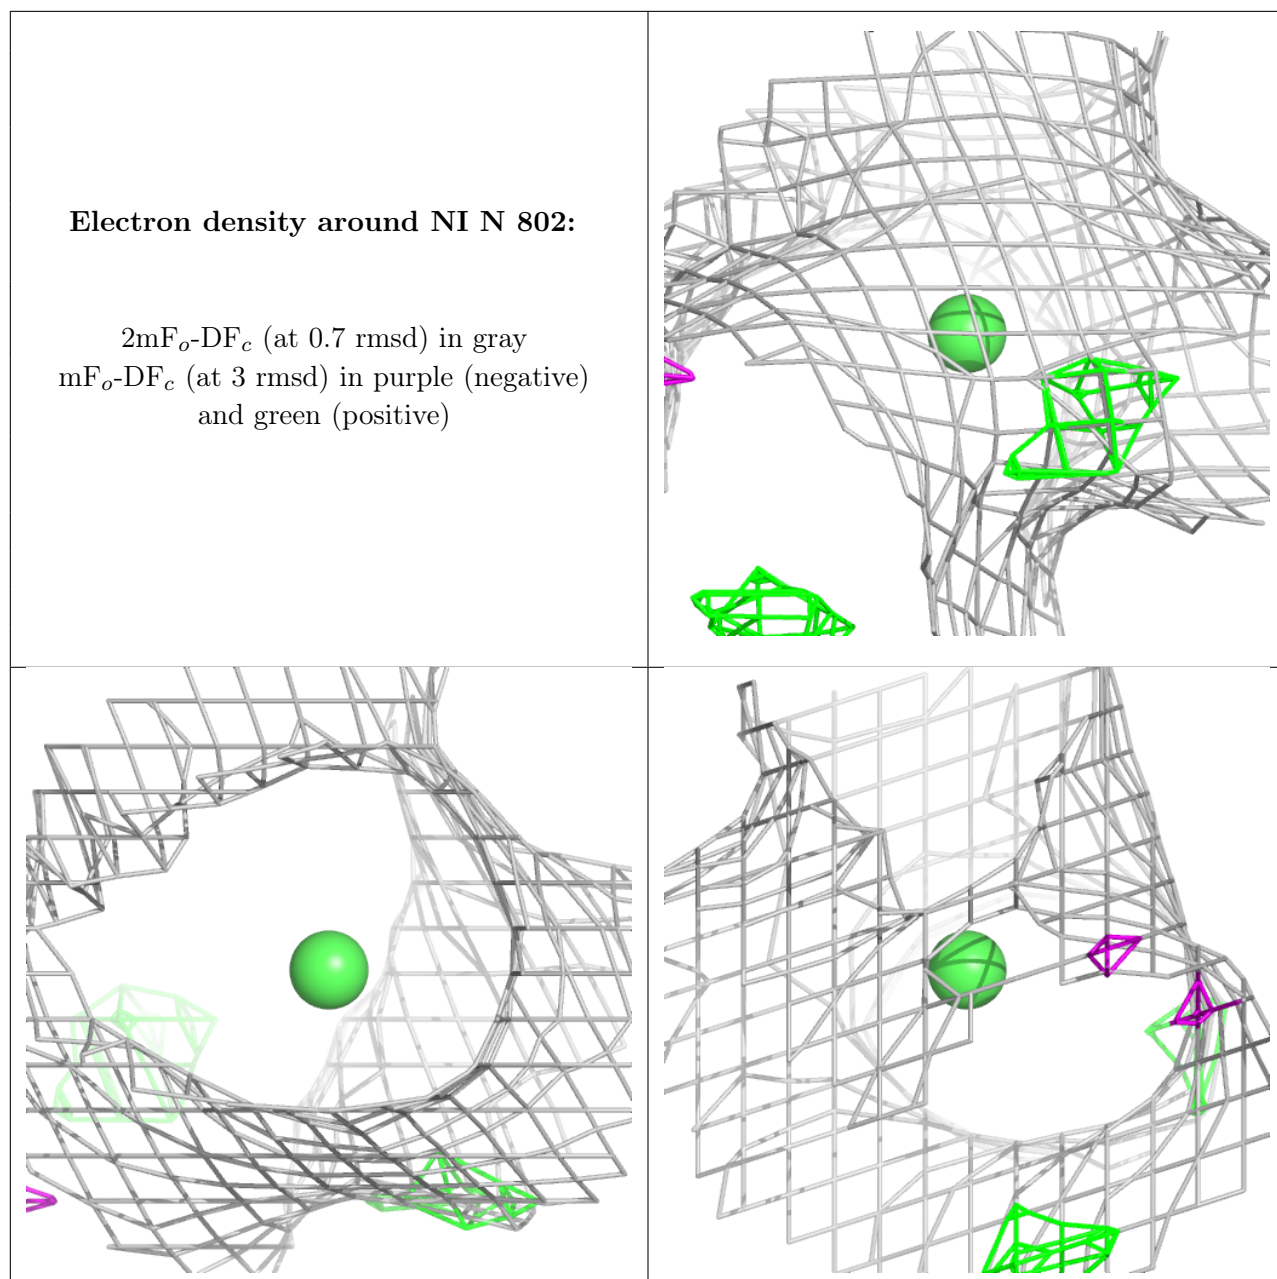 Electron density around NI N 802:
2mFo-DFc (at 0.7 rmsd) in gray
mFo-DFc (at 3 rmsd) in purple (negative)
and green (positive)